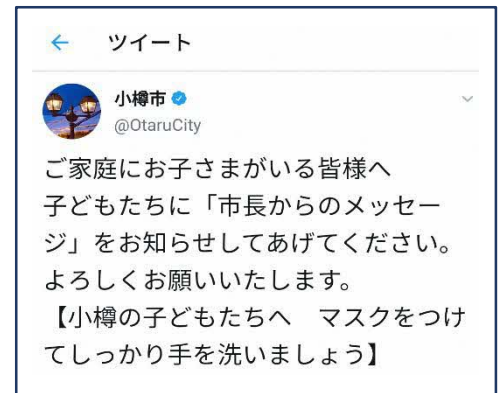 ← ツイート
小樽市
@OtaruCity
ご家庭にお子さまがいる皆様へ
子どもたちに「市長からのメッセー
ジ」をお知らせしてあげてください。
よろしくお願いいたします。
【小樽の子どもたちへ　マスクをつけ
てしっかり手を洗いましょう】